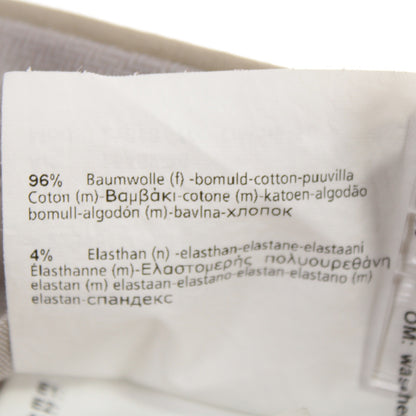 96% Baumwolle (f) -bomuld-cotton-puuvilla
Coton (m)-Βαμβάκι-cotone (m)-katoen-algodão
bomull-algodón (m)-bavlna-хлопок
4% Elasthan (n) -elasthan-elastane-elastaani
Élasthanne (m)-Ελαστομερής πολυουρεθάνη
elastan (m) elastaan-elastano-elastan-elastano (m)
elastan-спандекс
OM: